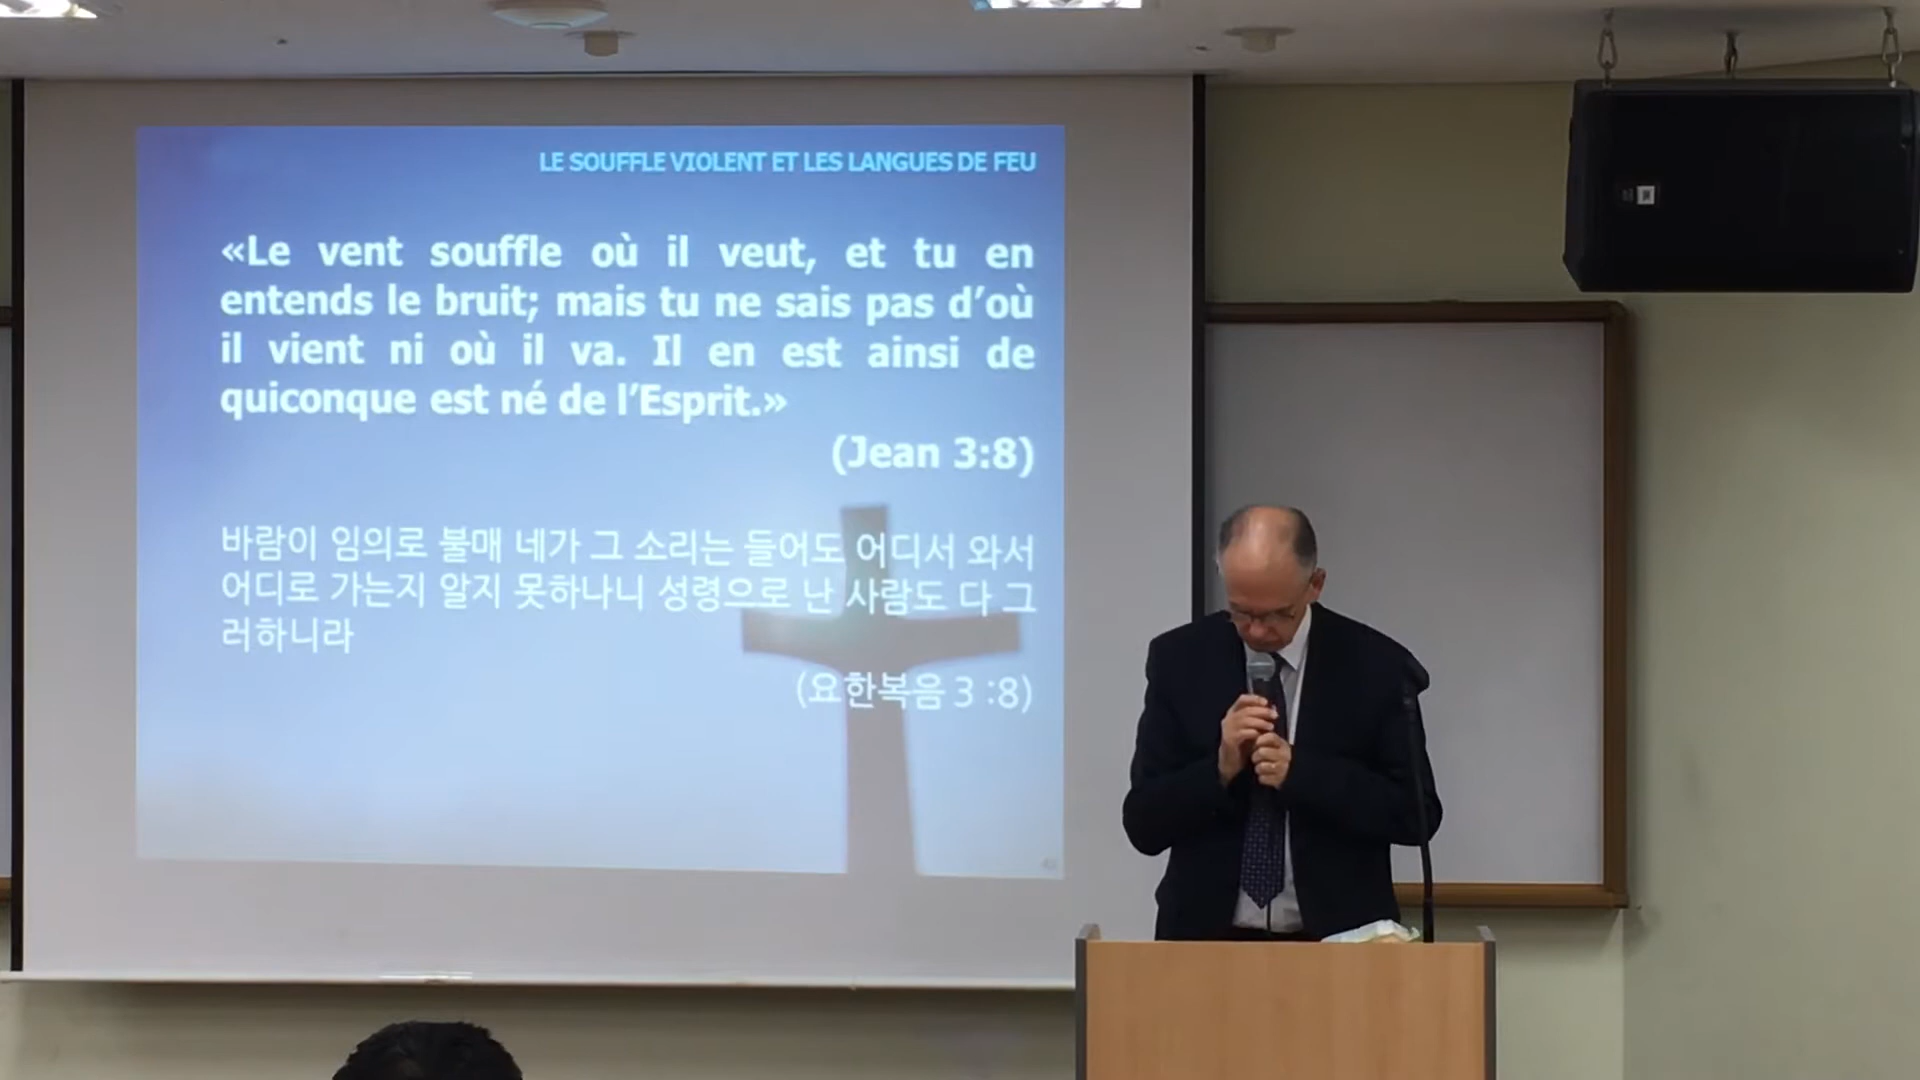 LE SOUFFLE VIOLENT ET LES LANGUES DE FEU
«Le vent souffle où il veut, et tu en
entends le bruit; mais tu ne sais pas d’où
il vient ni où il va. Il en est ainsi de
quiconque est né de l’Esprit.»
(Jean 3:8)
바람이 임의로 불매 네가 그 소리는 들어도 어디서 와서
어디로 가는지 알지 못하나니 성령으로 난 사람도 다 그
러하니라
(요한복음 3 :8)